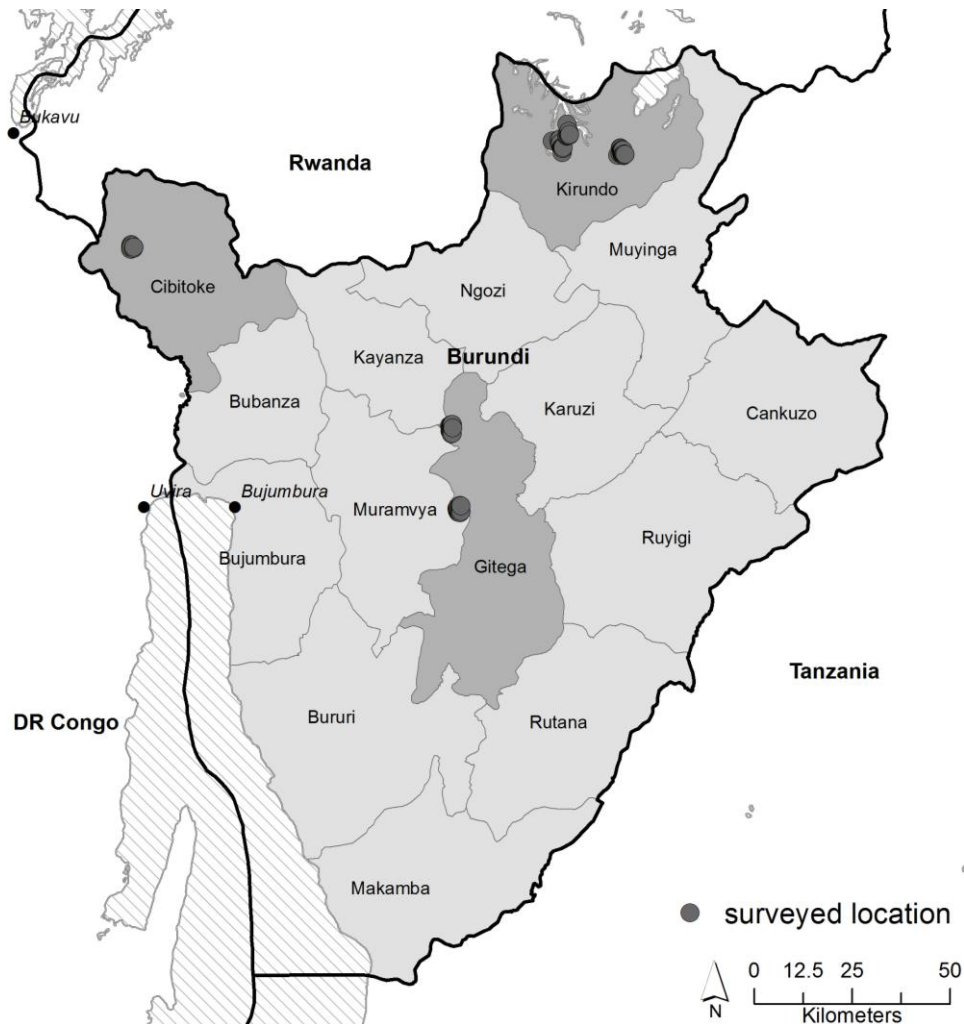 Bukavu
Rwanda
Kirundo
Muyinga
Cibitoke
Ngozi
Kayanza
Burundi
Bubanza
Karuzi
Cankuzo
Uvira
Bujumbura
Muramvya
Ruyigi
Bujumbura
Gitega
Tanzania
DR Congo
Bururi
Rutana
Makamba
surveyed location
N
0 12.5 25 50
Kilometers